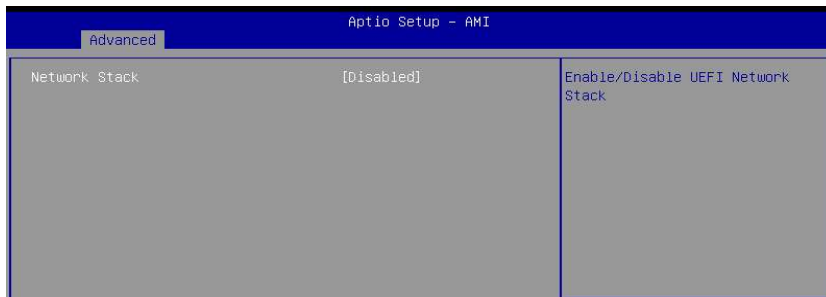 Aptio Setup - AMI
Advanced
Network Stack [Disabled]
Enable/Disable UEFI Network
Stack